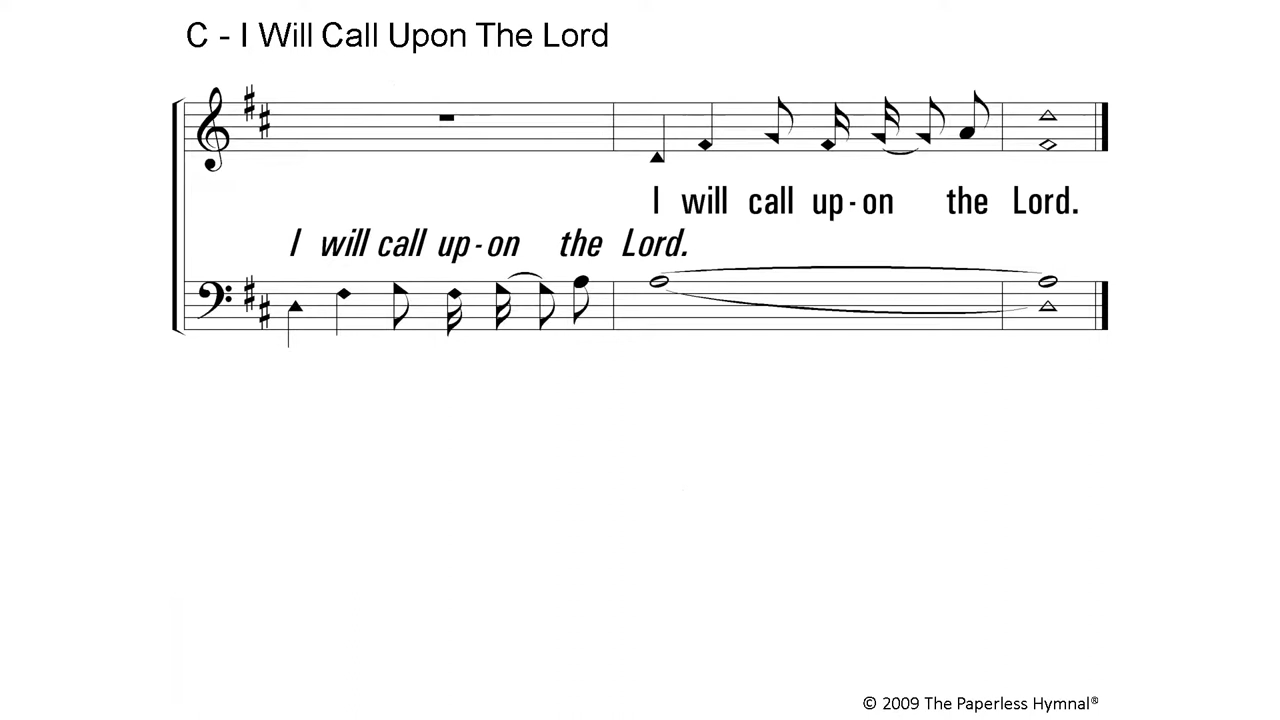 C - I Will Call Upon The Lord
I will call up-on the Lord.
I will call up-on the Lord.
© 2009 The Paperless Hymnal®